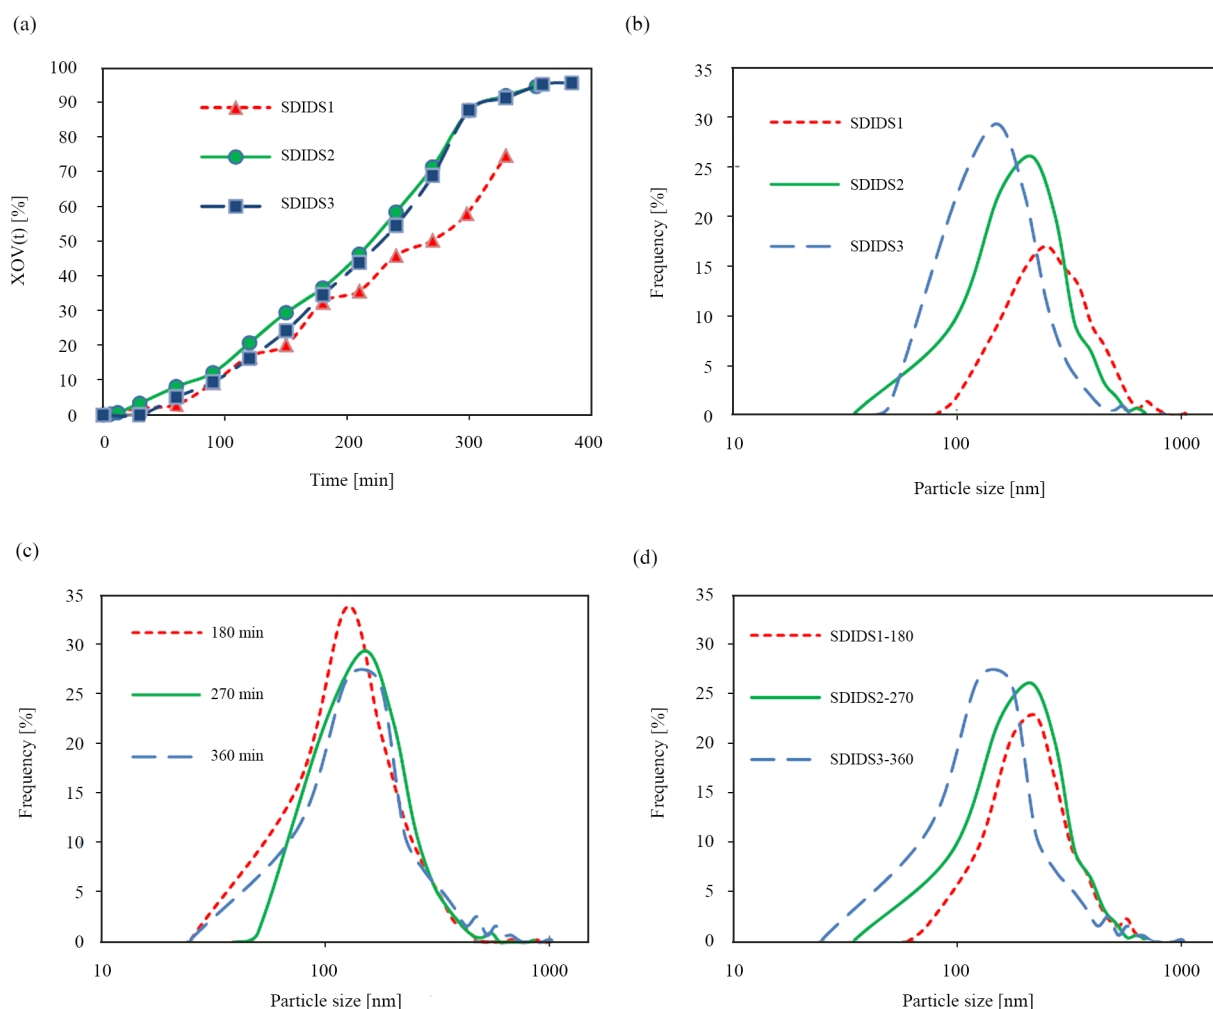 (a)
100
90
80
70
60
50
40
30
20
10
0
XOV(t) [%]
SDIDS1
SDIDS2
SDIDS3
0
100
200
300
400
Time [min]
(b)
35
30
25
20
15
10
5
0
Frequency [%]
SDIDS1
SDIDS2
SDIDS3
10
100
1000
Particle size [nm]
(c)
35
30
25
20
15
10
5
0
Frequency [%]
180 min
270 min
360 min
10
100
1000
Particle size [nm]
(d)
35
30
25
20
15
10
5
0
Frequency [%]
SDIDS1-180
SDIDS2-270
SDIDS3-360
10
100
1000
Particle size [nm]